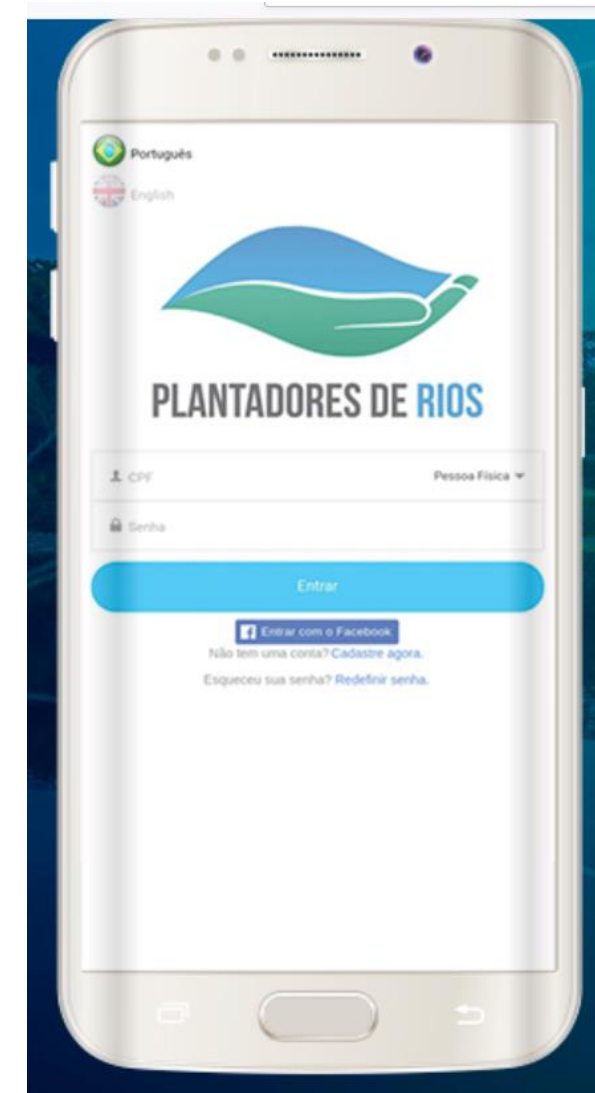 Português
English
PLANTADORES DE RIOS
CPF Pessoa Física
Senha
Entrar
Entrar com o Facebook
Não tem uma conta? Cadastre agora.
Esqueceu sua senha? Redefinir senha.